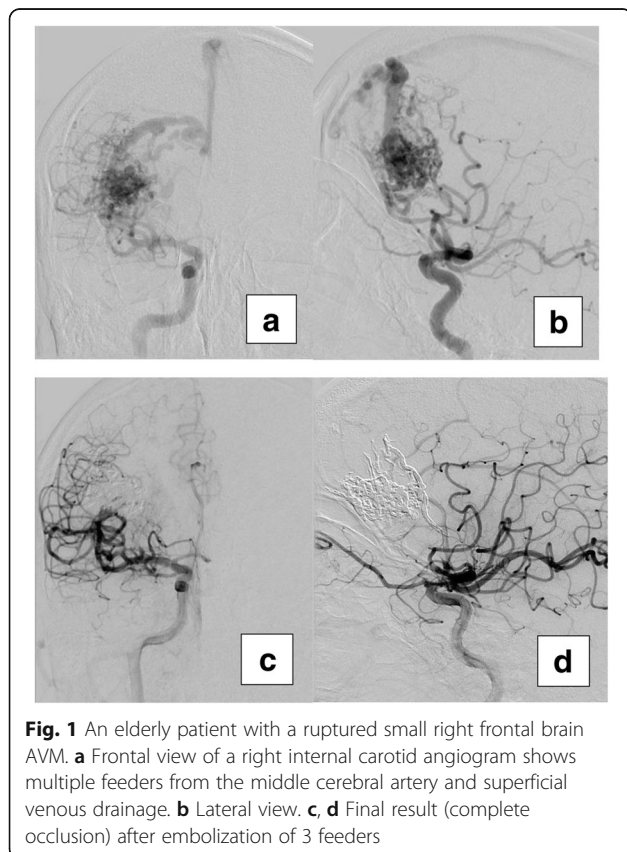 a
b
c
d
Fig. 1 An elderly patient with a ruptured small right frontal brain
AVM. a Frontal view of a right internal carotid angiogram shows
multiple feeders from the middle cerebral artery and superficial
venous drainage. b Lateral view. c, d Final result (complete
occlusion) after embolization of 3 feeders